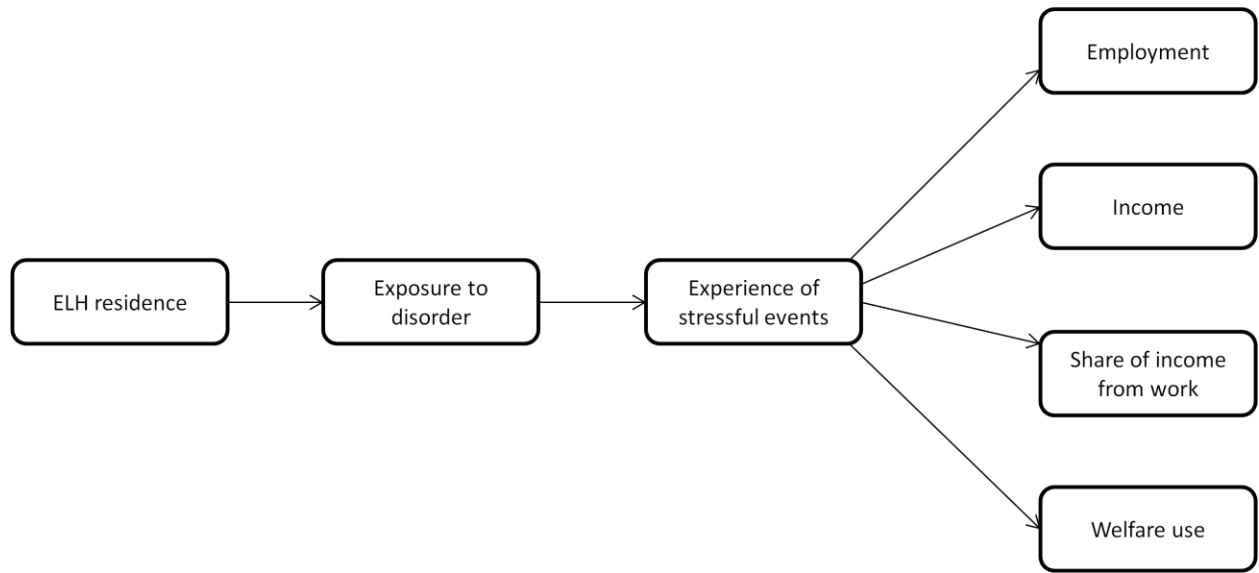 ELH residence
Exposure to
disorder
Experience of
stressful events
Employment
Income
Share of income
from work
Welfare use